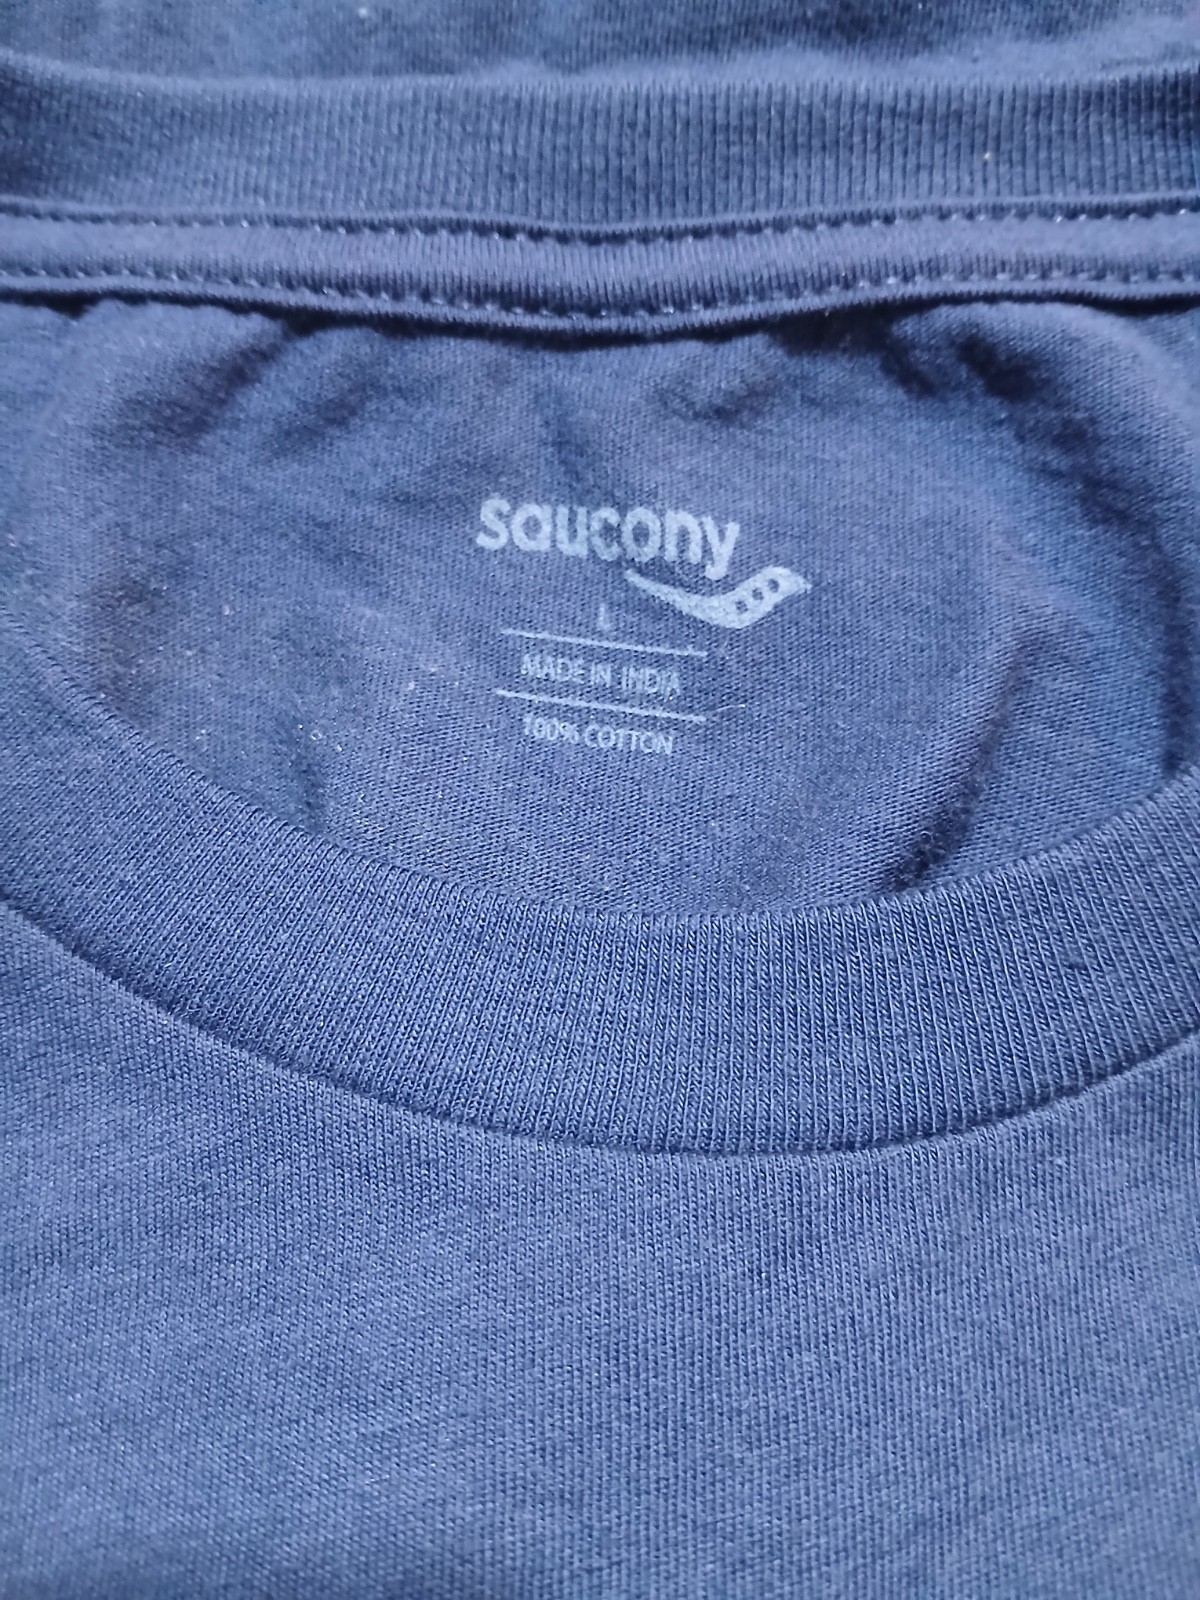 saucony
L
MADE IN INDIA
100% COTTON